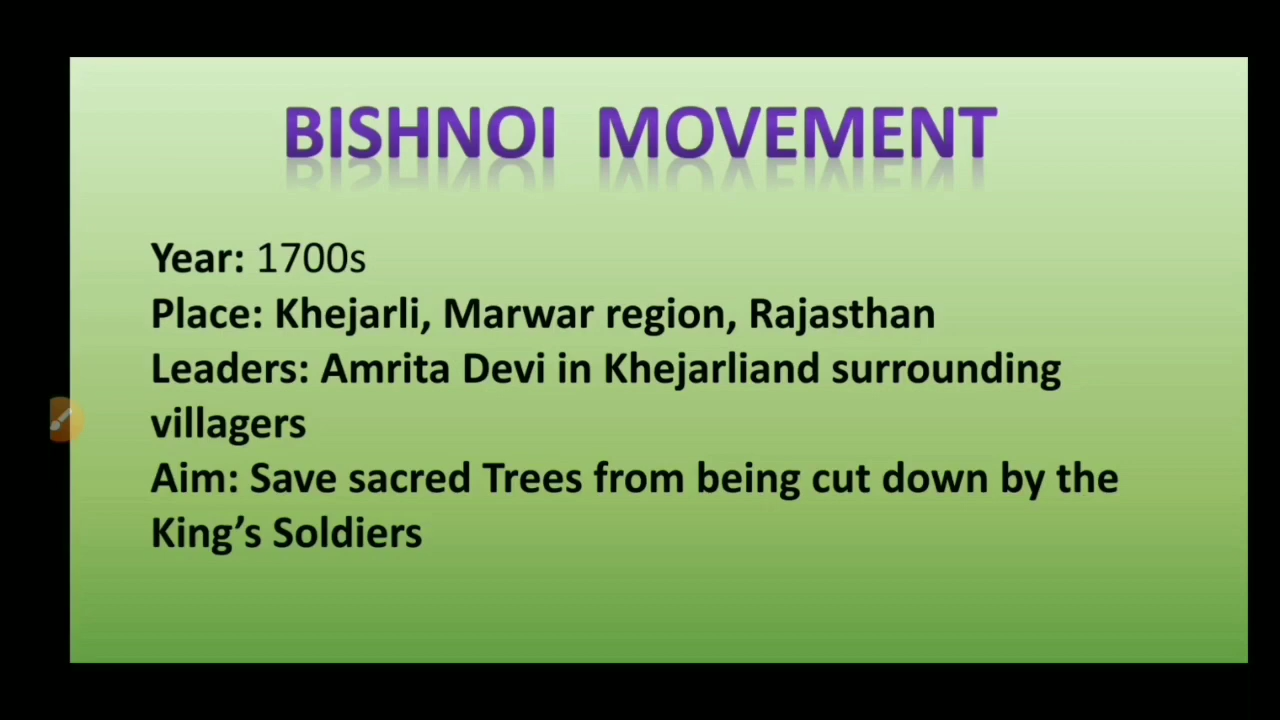 BISHNOI MOVEMENT
Year: 1700s
Place: Khejarli, Marwar region, Rajasthan
Leaders: Amrita Devi in Khejarliand surrounding
villagers
Aim: Save sacred Trees from being cut down by the
King’s Soldiers